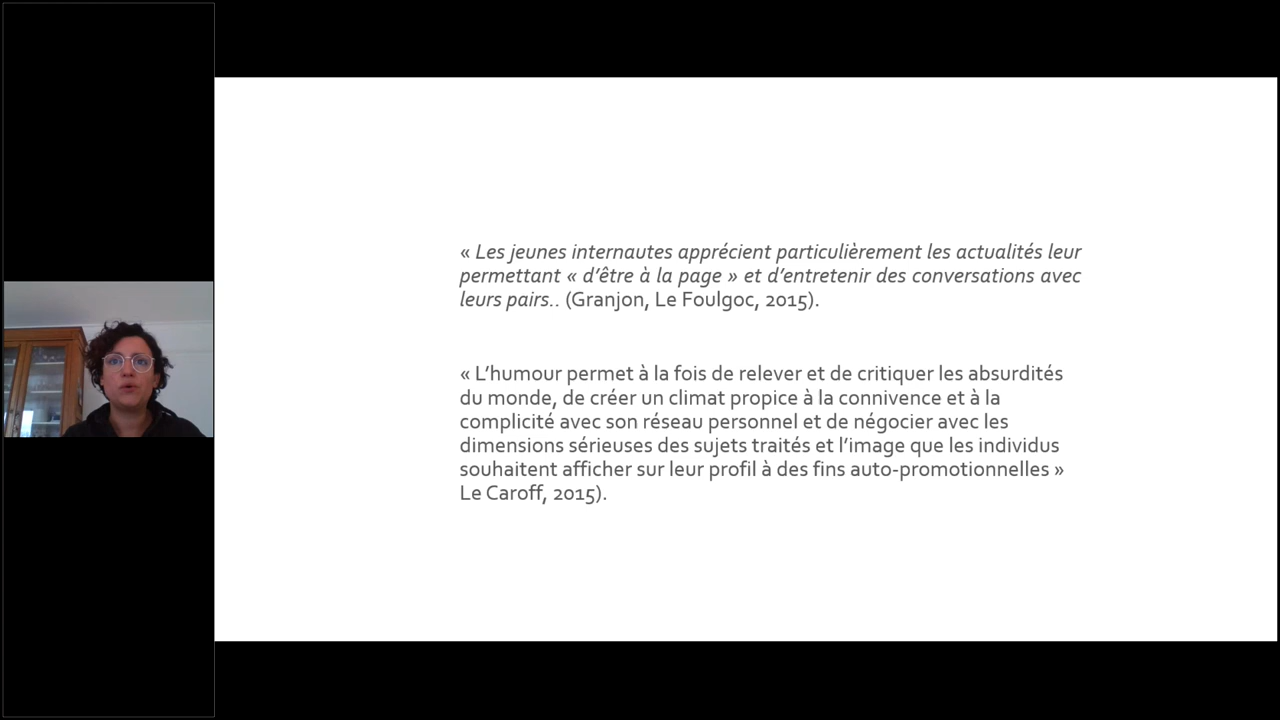 « Les jeunes internautes apprécient particulièrement les actualités leur
permettant « d’être à la page » et d’entretenir des conversations avec
leurs pairs.. (Granjon, Le Foulgoc, 2015).
« L’humour permet à la fois de relever et de critiquer les absurdités
du monde, de créer un climat propice à la connivence et à la
complicité avec son réseau personnel et de négocier avec les
dimensions sérieuses des sujets traités et l’image que les individus
souhaitent afficher sur leur profil à des fins auto-promotionnelles »
Le Caroff, 2015).